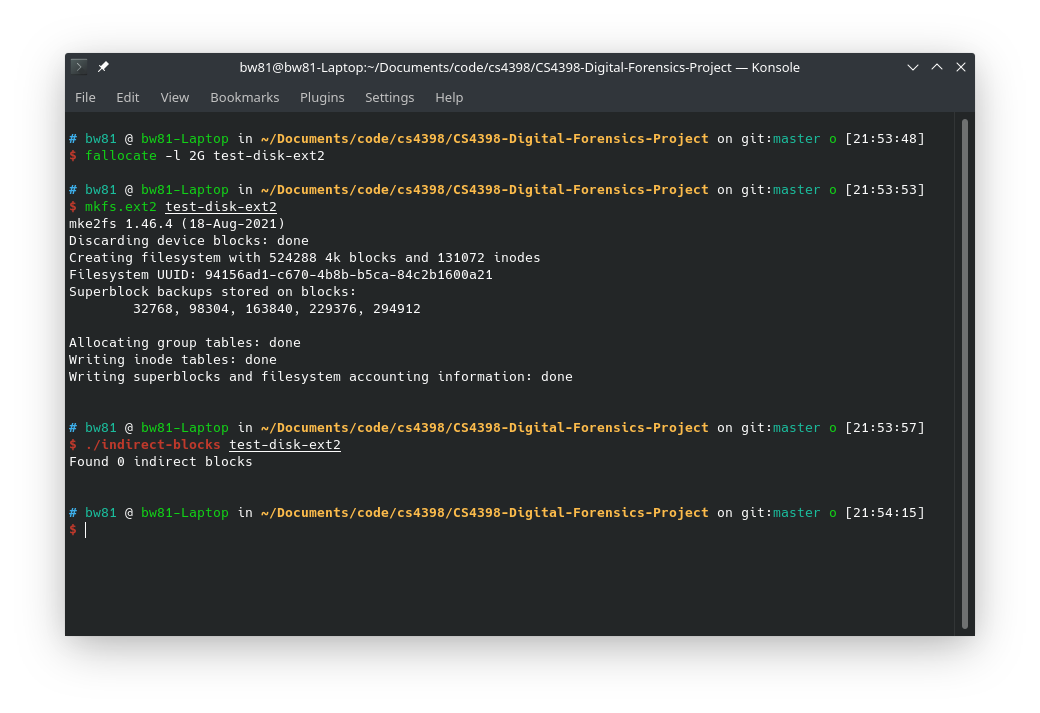 bw81@bw81-Laptop:~/Documents/code/cs4398/CS4398-Digital-Forensics-Project — Konsole
File Edit View Bookmarks Plugins Settings Help
# bw81 @ bw81-Laptop in ~/Documents/code/cs4398/CS4398-Digital-Forensics-Project on git:master o [21:53:48]
$ fallocate -l 2G test-disk-ext2
# bw81 @ bw81-Laptop in ~/Documents/code/cs4398/CS4398-Digital-Forensics-Project on git:master o [21:53:53]
$ mkfs.ext2 test-disk-ext2
mke2fs 1.46.4 (18-Aug-2021)
Discarding device blocks: done
Creating filesystem with 524288 4k blocks and 131072 inodes
Filesystem UUID: 94156ad1-c670-4b8b-b5ca-84c2b1600a21
Superblock backups stored on blocks:
32768, 98304, 163840, 229376, 294912
Allocating group tables: done
Writing inode tables: done
Writing superblocks and filesystem accounting information: done
# bw81 @ bw81-Laptop in ~/Documents/code/cs4398/CS4398-Digital-Forensics-Project on git:master o [21:53:57]
$ ./indirect-blocks test-disk-ext2
Found 0 indirect blocks
# bw81 @ bw81-Laptop in ~/Documents/code/cs4398/CS4398-Digital-Forensics-Project on git:master o [21:54:15]
$